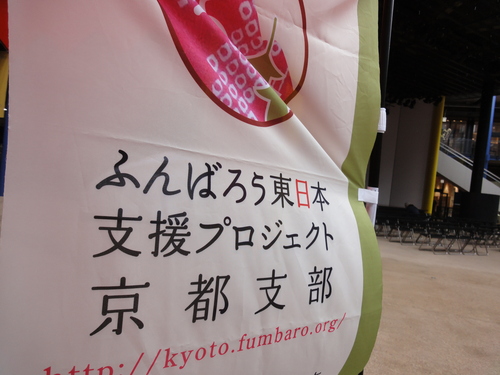 ふんばろう東日本
支援プロジェクト
京都支部
http://kyoto.fumbaro.org/